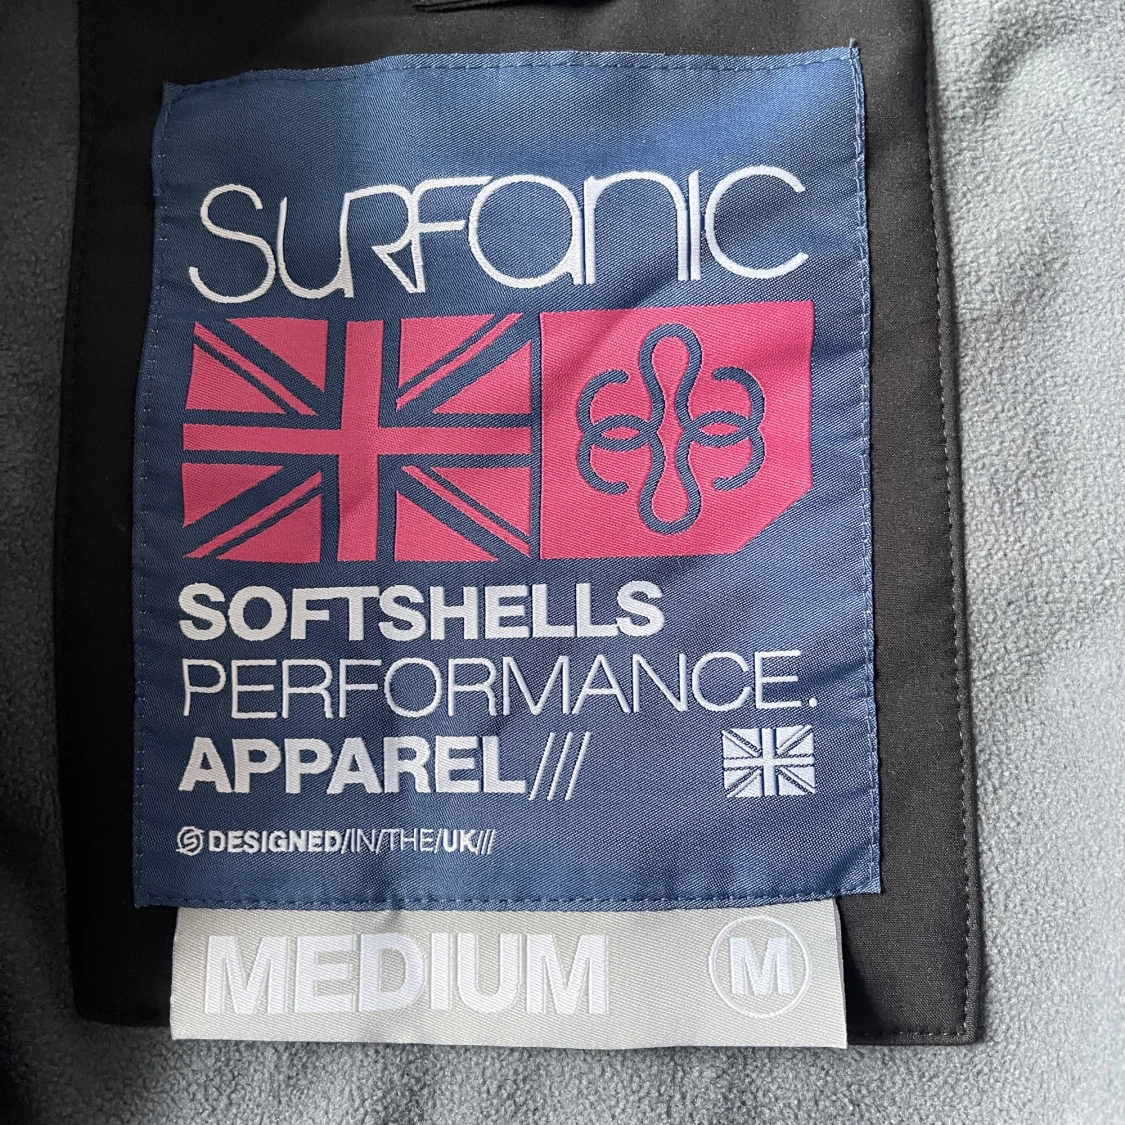 SURFANIC
SOFTSHELLS
PERFORMANCE.
APPAREL///
DESIGNED/IN/THE/UK///
MEDIUM M